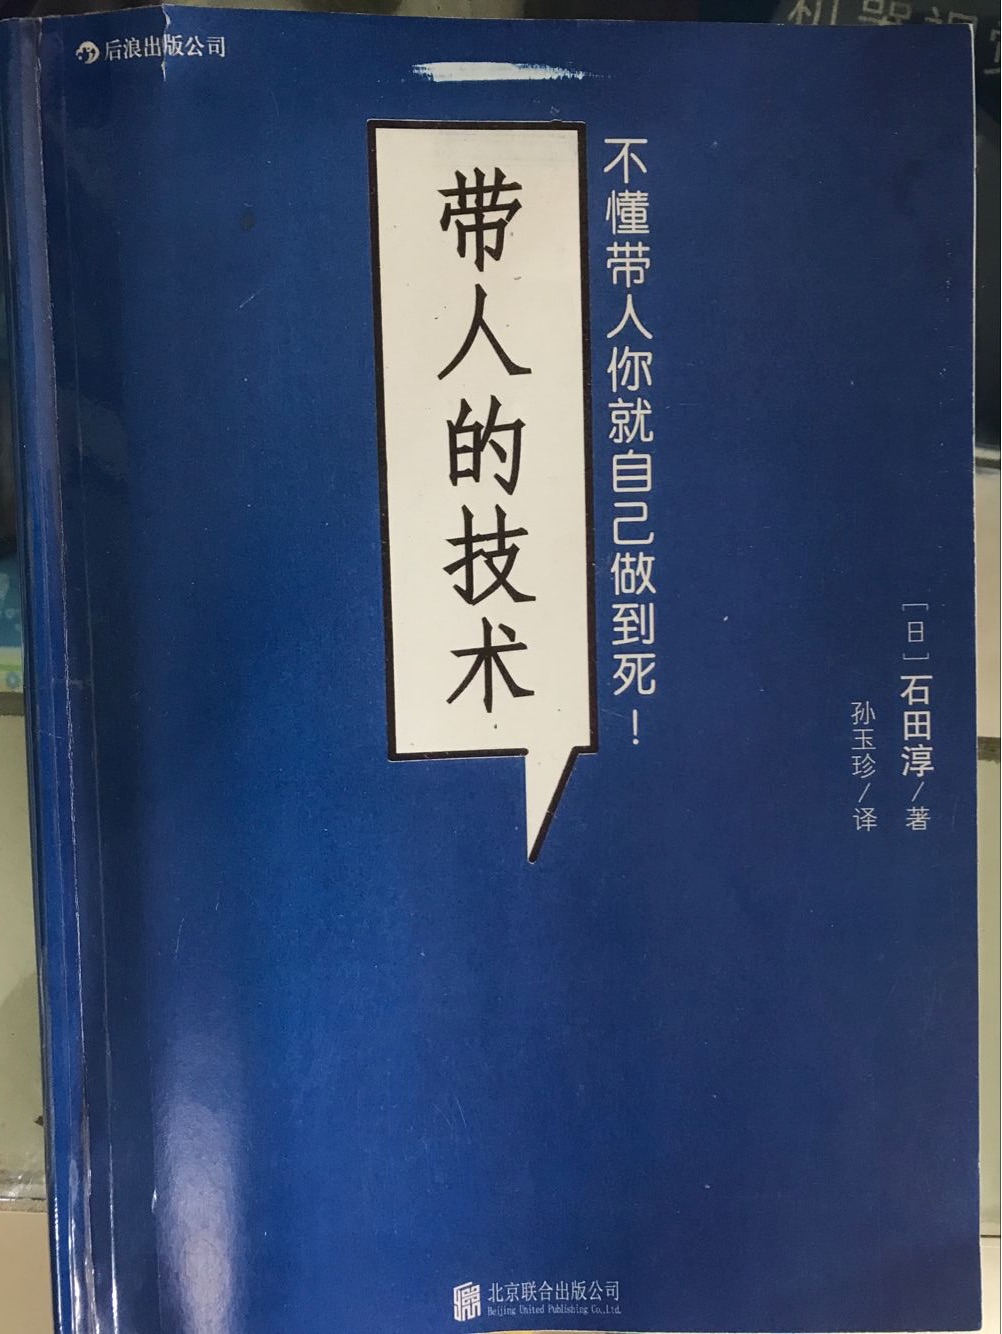 后浪出版公司
不懂带人你就自己做到死！
带人的技术
［日］石田淳/著
孙玉珍/译
北京联合出版公司
Beijing United Publishing Co.,Ltd.